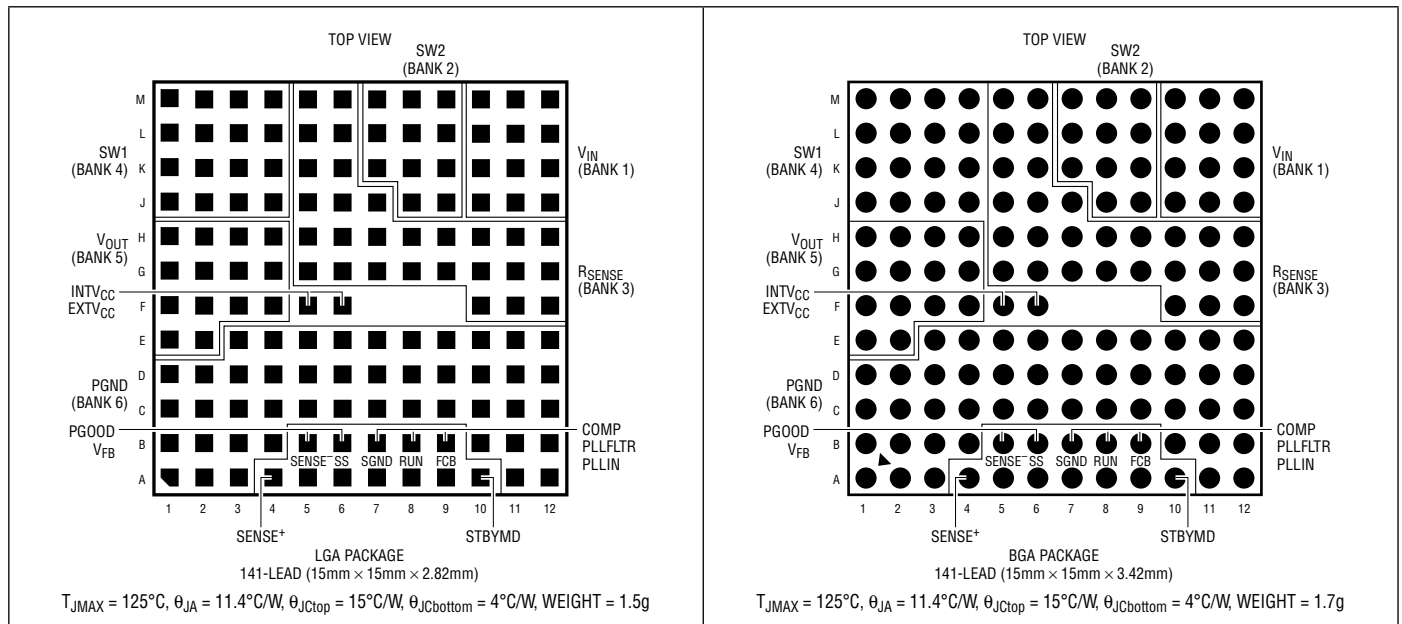 TOP VIEW
SW2
(BANK 2)
M
L
SW1
(BANK 4)
K
J
VIN
(BANK 1)
VOUT
(BANK 5)
H
G
RSENSE
(BANK 3)
INTVCC
EXTVCC
F
E
D
PGND
(BANK 6)
C
PGOOD
VFB
B
COMP
PLLFLTR
PLLIN
SENSE– SS SGND RUN FCB
A
1 2 3 4 5 6 7 8 9 10 11 12
SENSE+
STBYMD
LGA PACKAGE
141-LEAD (15mm × 15mm × 2.82mm)
TJMAX = 125°C, θJA = 11.4°C/W, θJCtop = 15°C/W, θJCbottom = 4°C/W, WEIGHT = 1.5g
TOP VIEW
SW2
(BANK 2)
M
L
SW1
(BANK 4)
K
J
VIN
(BANK 1)
VOUT
(BANK 5)
H
G
RSENSE
(BANK 3)
INTVCC
EXTVCC
F
E
D
PGND
(BANK 6)
C
PGOOD
VFB
B
COMP
PLLFLTR
PLLIN
SENSE– SS SGND RUN FCB
A
1 2 3 4 5 6 7 8 9 10 11 12
SENSE+
STBYMD
BGA PACKAGE
141-LEAD (15mm × 15mm × 3.42mm)
TJMAX = 125°C, θJA = 11.4°C/W, θJCtop = 15°C/W, θJCbottom = 4°C/W, WEIGHT = 1.7g